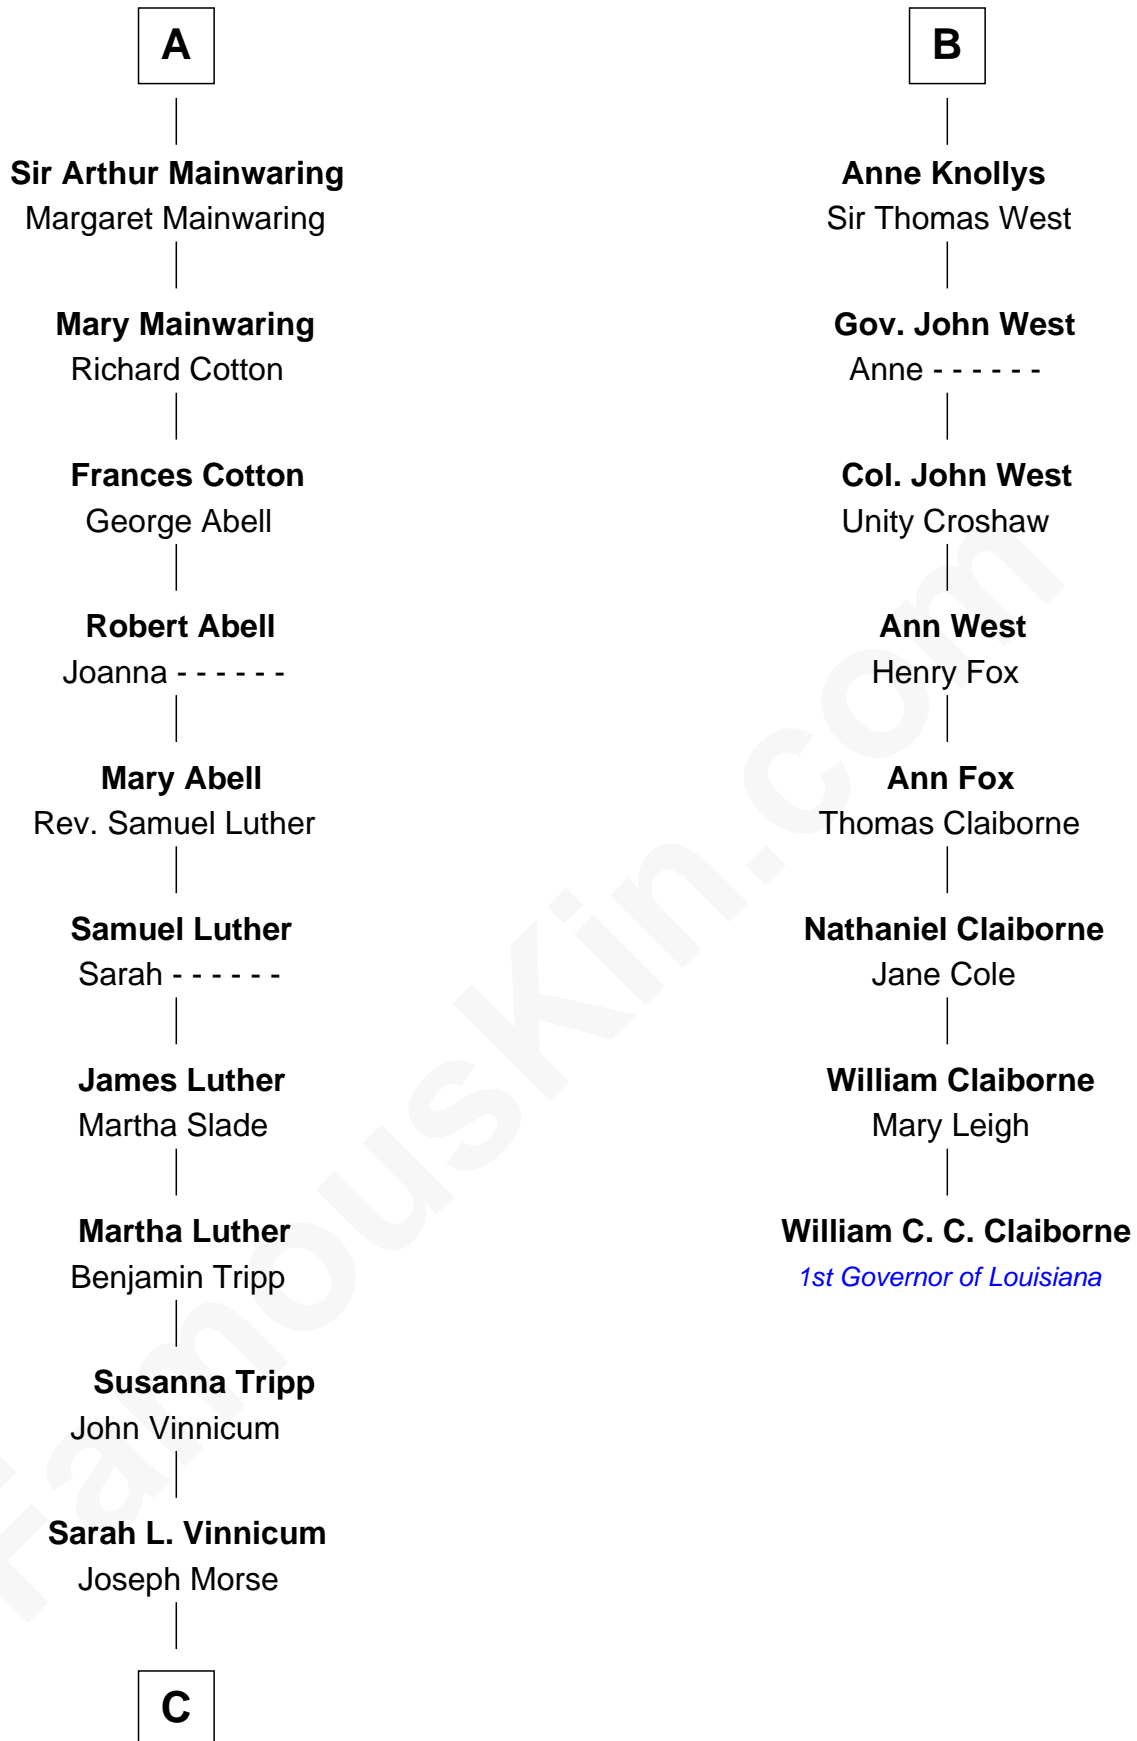 A
Sir Arthur Mainwaring
Margaret Mainwaring
Mary Mainwaring
Richard Cotton
Frances Cotton
George Abell
Robert Abell
Joanna - - - - - -
Mary Abell
Rev. Samuel Luther
Samuel Luther
Sarah - - - - - -
James Luther
Martha Slade
Martha Luther
Benjamin Tripp
Susanna Tripp
John Vinnicum
Sarah L. Vinnicum
Joseph Morse
C
B
Anne Knollys
Sir Thomas West
Gov. John West
Anne - - - - - -
Col. John West
Unity Croshaw
Ann West
Henry Fox
Ann Fox
Thomas Claiborne
Nathaniel Claiborne
Jane Cole
William Claiborne
Mary Leigh
William C. C. Claiborne
1st Governor of Louisiana
FamousKin.com